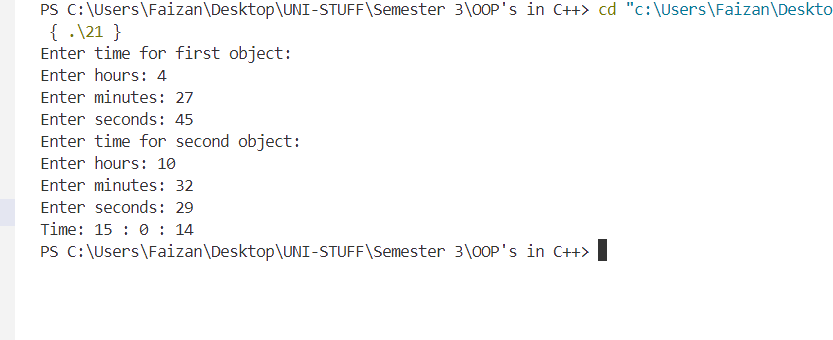 PS C:\Users\Faizan\Desktop\UNI-STUFF\Semester 3\OOP's in C++> cd "c:\Users\Faizan\Deskto
{ .\21 }
Enter time for first object:
Enter hours: 4
Enter minutes: 27
Enter seconds: 45
Enter time for second object:
Enter hours: 10
Enter minutes: 32
Enter seconds: 29
Time: 15 : 0 : 14
PS C:\Users\Faizan\Desktop\UNI-STUFF\Semester 3\OOP's in C++>